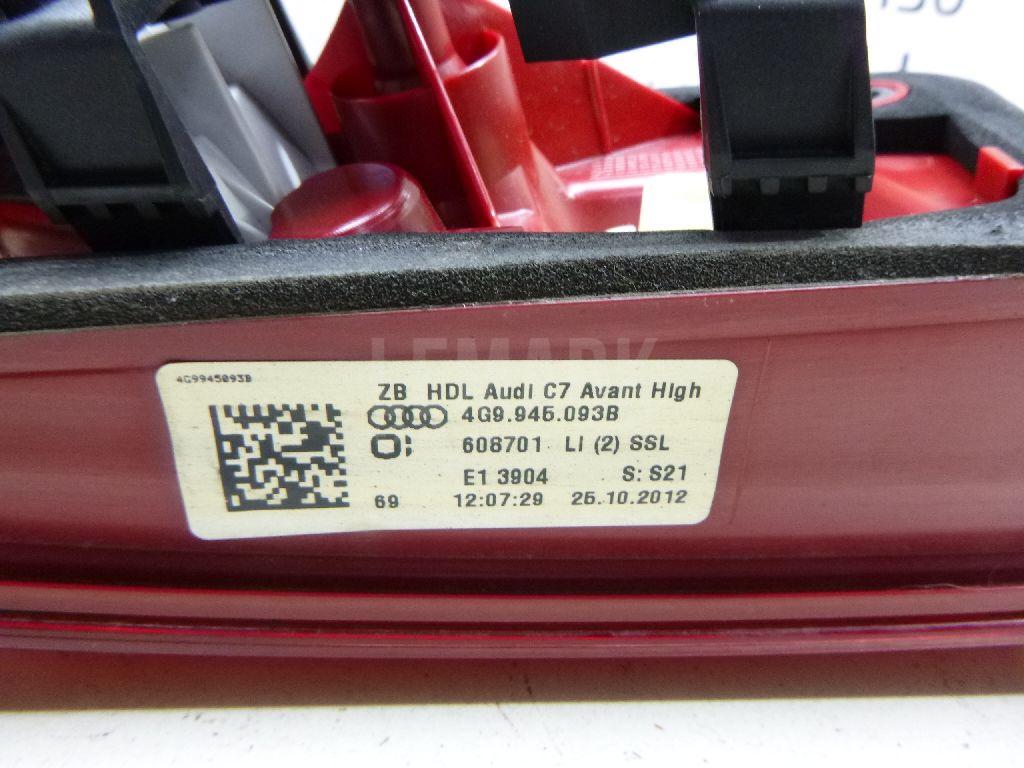 4G9945093B
ZB HDL Audi C7 Avant High
4G9.945.093B
608701 LI (2) SSL
E1 3904 S: S21
69 12:07:29 25.10.2012
LEMARK